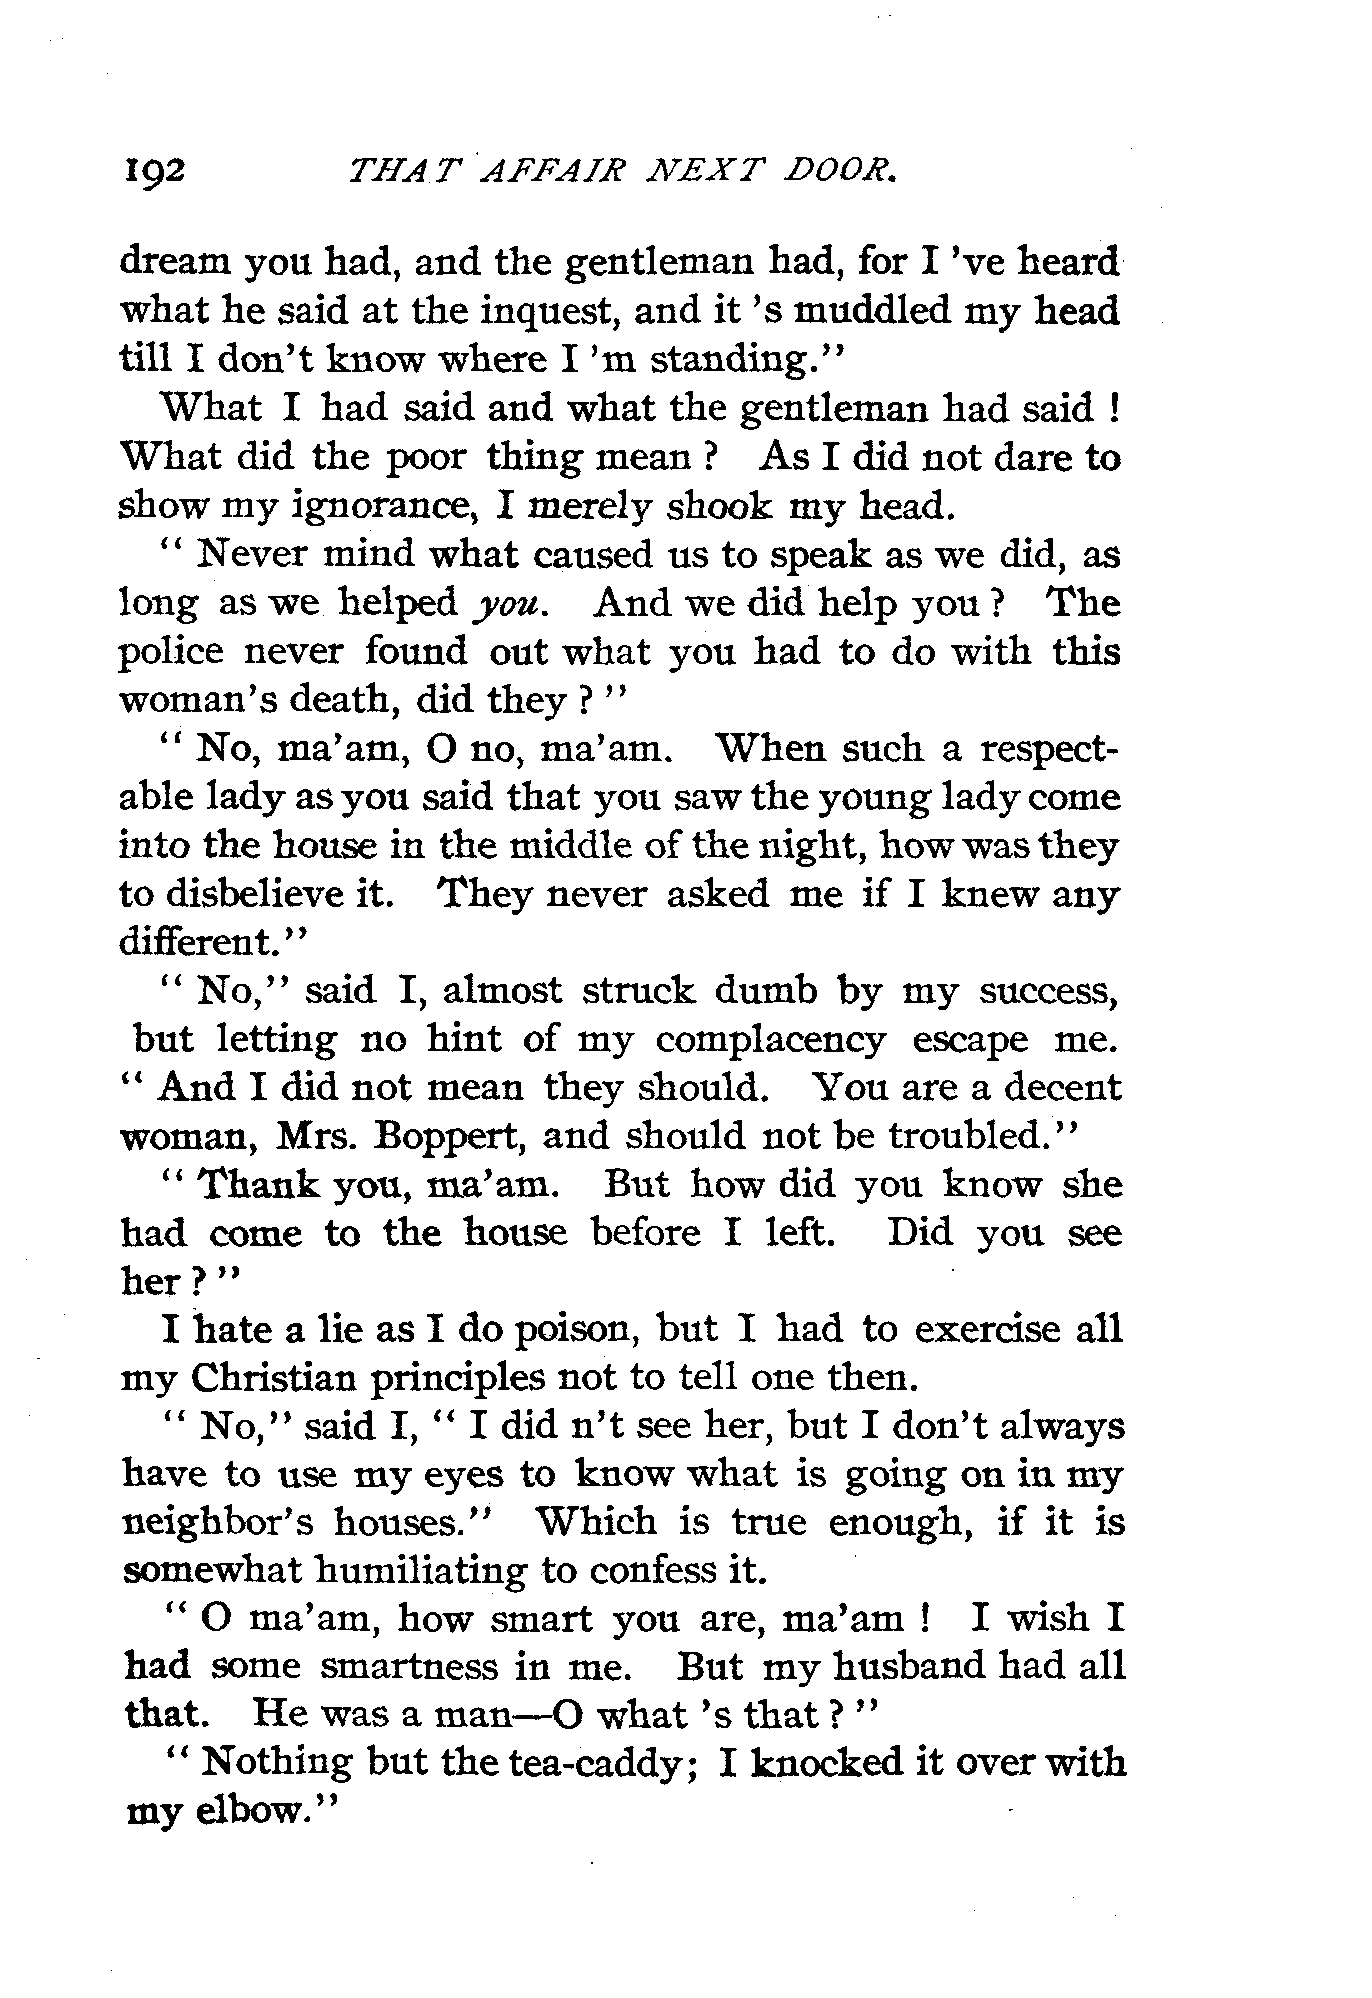 192 THAT AFFAIR NEXT DOOR.
dream you had, and the gentleman had, for I 've heard
what he said at the inquest, and it 's muddled my head
till I don't know where I 'm standing."
What I had said and what the gentleman had said !
What did the poor thing mean ? As I did not dare to
show my ignorance, I merely shook my head.
" Never mind what caused us to speak as we did, as
long as we helped you. And we did help you ? The
police never found out what you had to do with this
woman's death, did they ? "
" No, ma'am, O no, ma'am. When such a respect-
able lady as you said that you saw the young lady come
into the house in the middle of the night, how was they
to disbelieve it. They never asked me if I knew any
different."
" No," said I, almost struck dumb by my success,
but letting no hint of my complacency escape me.
" And I did not mean they should. You are a decent
woman, Mrs. Boppert, and should not be troubled."
" Thank you, ma'am. But how did you know she
had come to the house before I left. Did you see
her ? "
I hate a lie as I do poison, but I had to exercise all
my Christian principles not to tell one then.
" No," said I, " I did n't see her, but I don't always
have to use my eyes to know what is going on in my
neighbor's houses." Which is true enough, if it is
somewhat humiliating to confess it.
" O ma'am, how smart you are, ma'am ! I wish I
had some smartness in me. But my husband had all
that. He was a man—O what 's that ? "
" Nothing but the tea-caddy; I knocked it over with
my elbow."